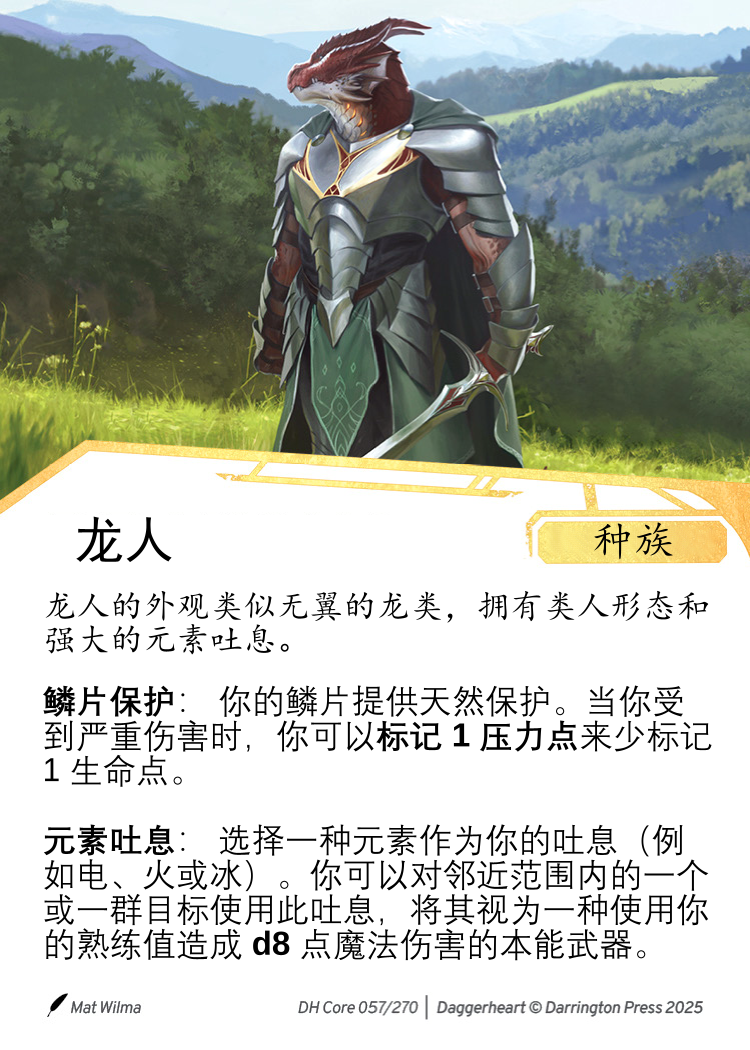 龙人
种族
龙人的外观类似无翼的龙类，拥有类人形态和
强大的元素吐息。
鳞片保护： 你的鳞片提供天然保护。当你受
到严重伤害时，你可以标记 1 压力点来少标记
1 生命点。
元素吐息： 选择一种元素作为你的吐息（例
如电、火或冰）。你可以对邻近范围内的一个
或一群目标使用此吐息，将其视为一种使用你
的熟练值造成 d8 点魔法伤害的本能武器。
Mat Wilma
DH Core 057/270 | Daggerheart © Darrington Press 2025